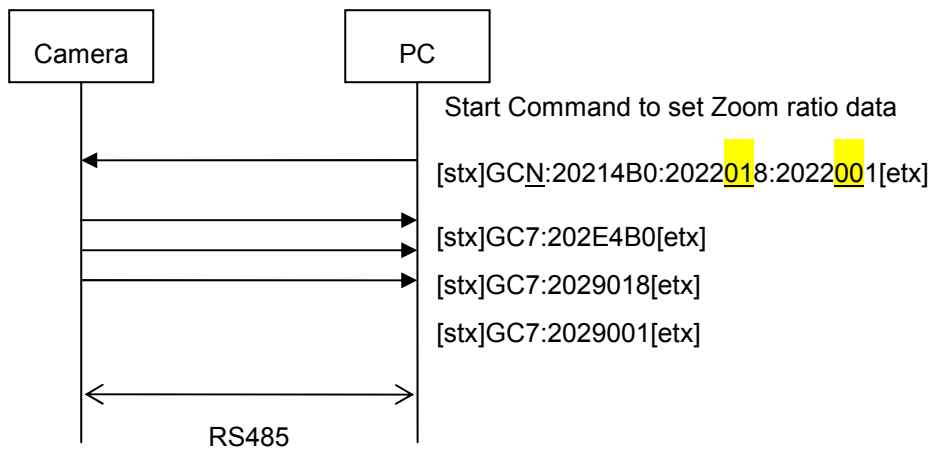 Camera
PC
Start Command to set Zoom ratio data
[stx]GCN:20214B0:2022018:2022001[etx]
[stx]GC7:202E4B0[etx]
[stx]GC7:2029018[etx]
[stx]GC7:2029001[etx]
RS485